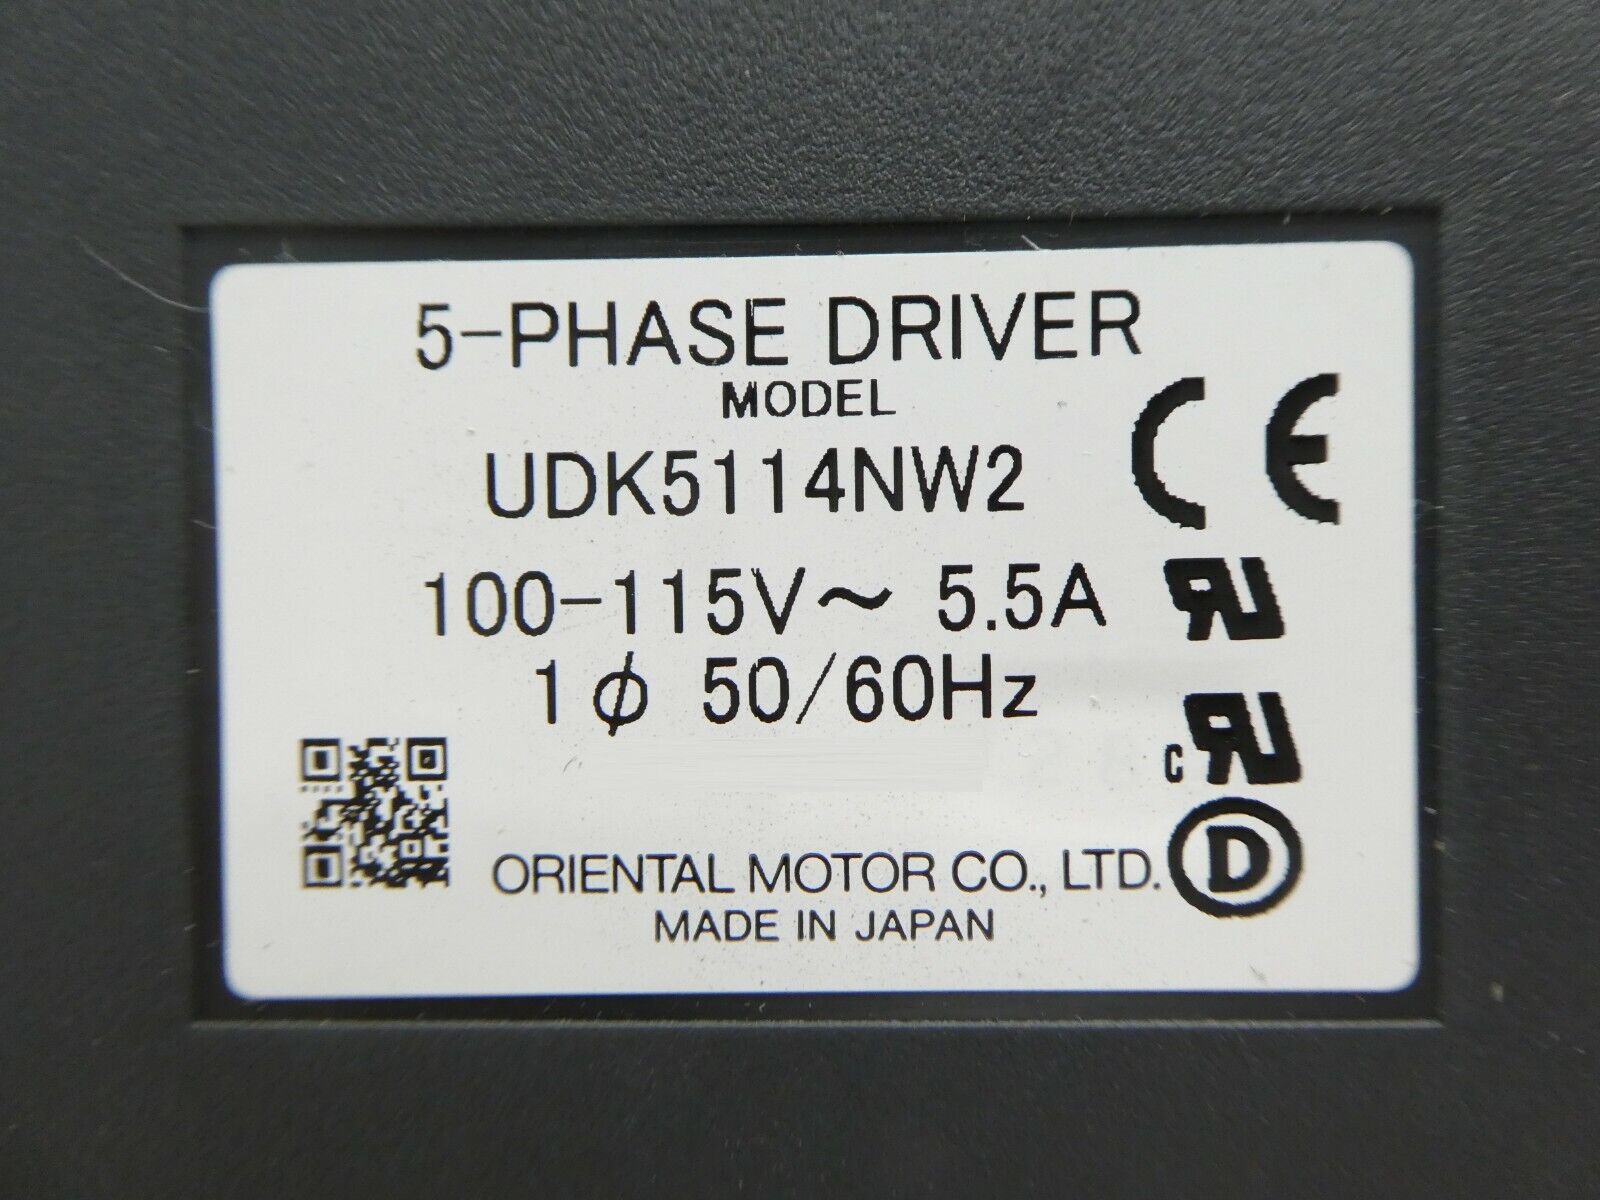 5-PHASE DRIVER
MODEL
UDK5114NW2
CE
100-115V~ 5.5A
1ϕ 50/60Hz
c
D
ORIENTAL MOTOR CO., LTD.
MADE IN JAPAN